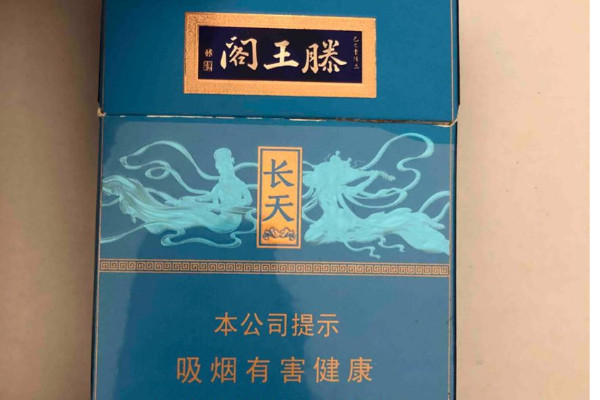 阁王滕
长天
本公司提示
吸烟有害健康